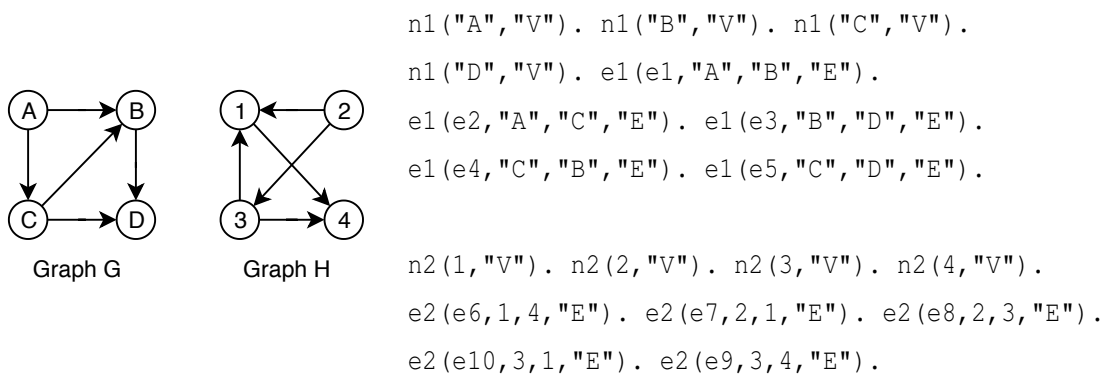 A B
C D
Graph G
1 2
3 4
Graph H
n1("A","V"). n1("B","V"). n1("C","V").
n1("D","V"). e1(e1,"A","B","E").
e1(e2,"A","C","E"). e1(e3,"B","D","E").
e1(e4,"C","B","E"). e1(e5,"C","D","E").
n2(1,"V"). n2(2,"V"). n2(3,"V"). n2(4,"V").
e2(e6,1,4,"E"). e2(e7,2,1,"E"). e2(e8,2,3,"E").
e2(e10,3,1,"E"). e2(e9,3,4,"E").